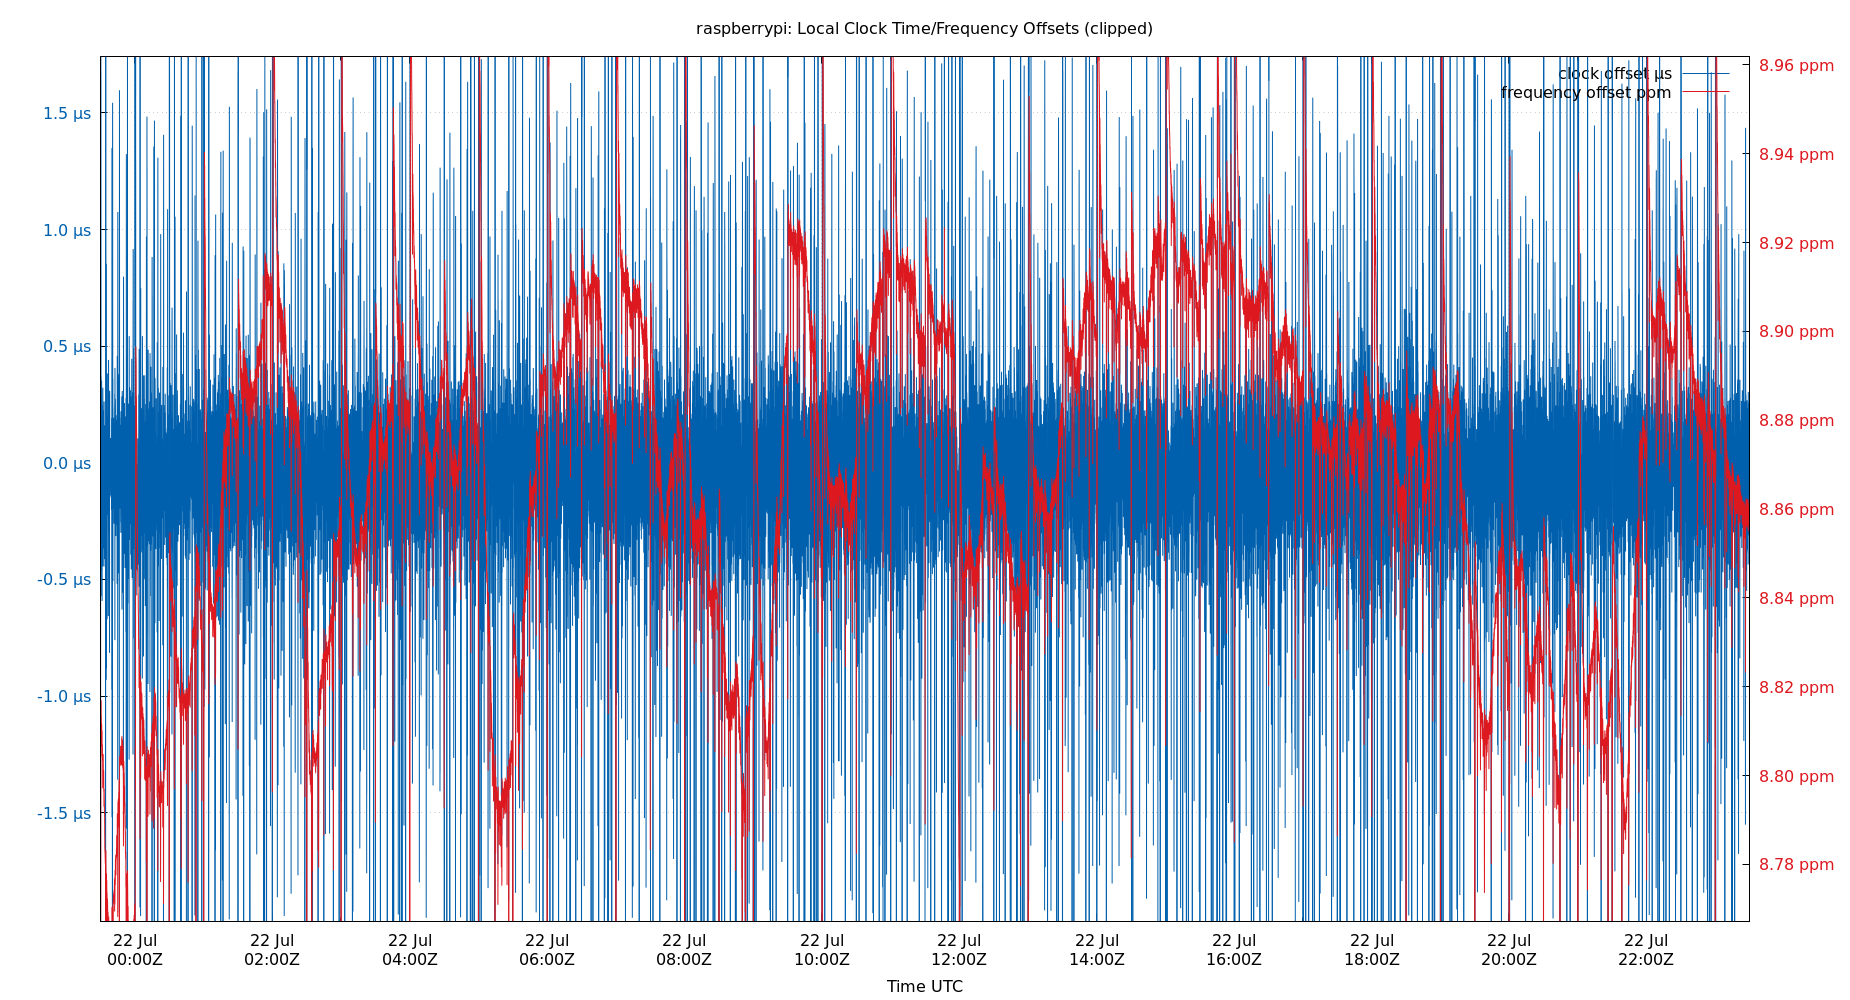 raspberrypi: Local Clock Time/Frequency Offsets (clipped)
clock offset µs
frequency offset ppm
1.5 µs
1.0 µs
0.5 µs
0.0 µs
-0.5 µs
-1.0 µs
-1.5 µs
8.96 ppm
8.94 ppm
8.92 ppm
8.90 ppm
8.88 ppm
8.86 ppm
8.84 ppm
8.82 ppm
8.80 ppm
8.78 ppm
22 Jul 22 Jul 22 Jul 22 Jul 22 Jul 22 Jul 22 Jul 22 Jul 22 Jul 22 Jul 22 Jul 22 Jul
00:00Z 02:00Z 04:00Z 06:00Z 08:00Z 10:00Z 12:00Z 14:00Z 16:00Z 18:00Z 20:00Z 22:00Z
Time UTC